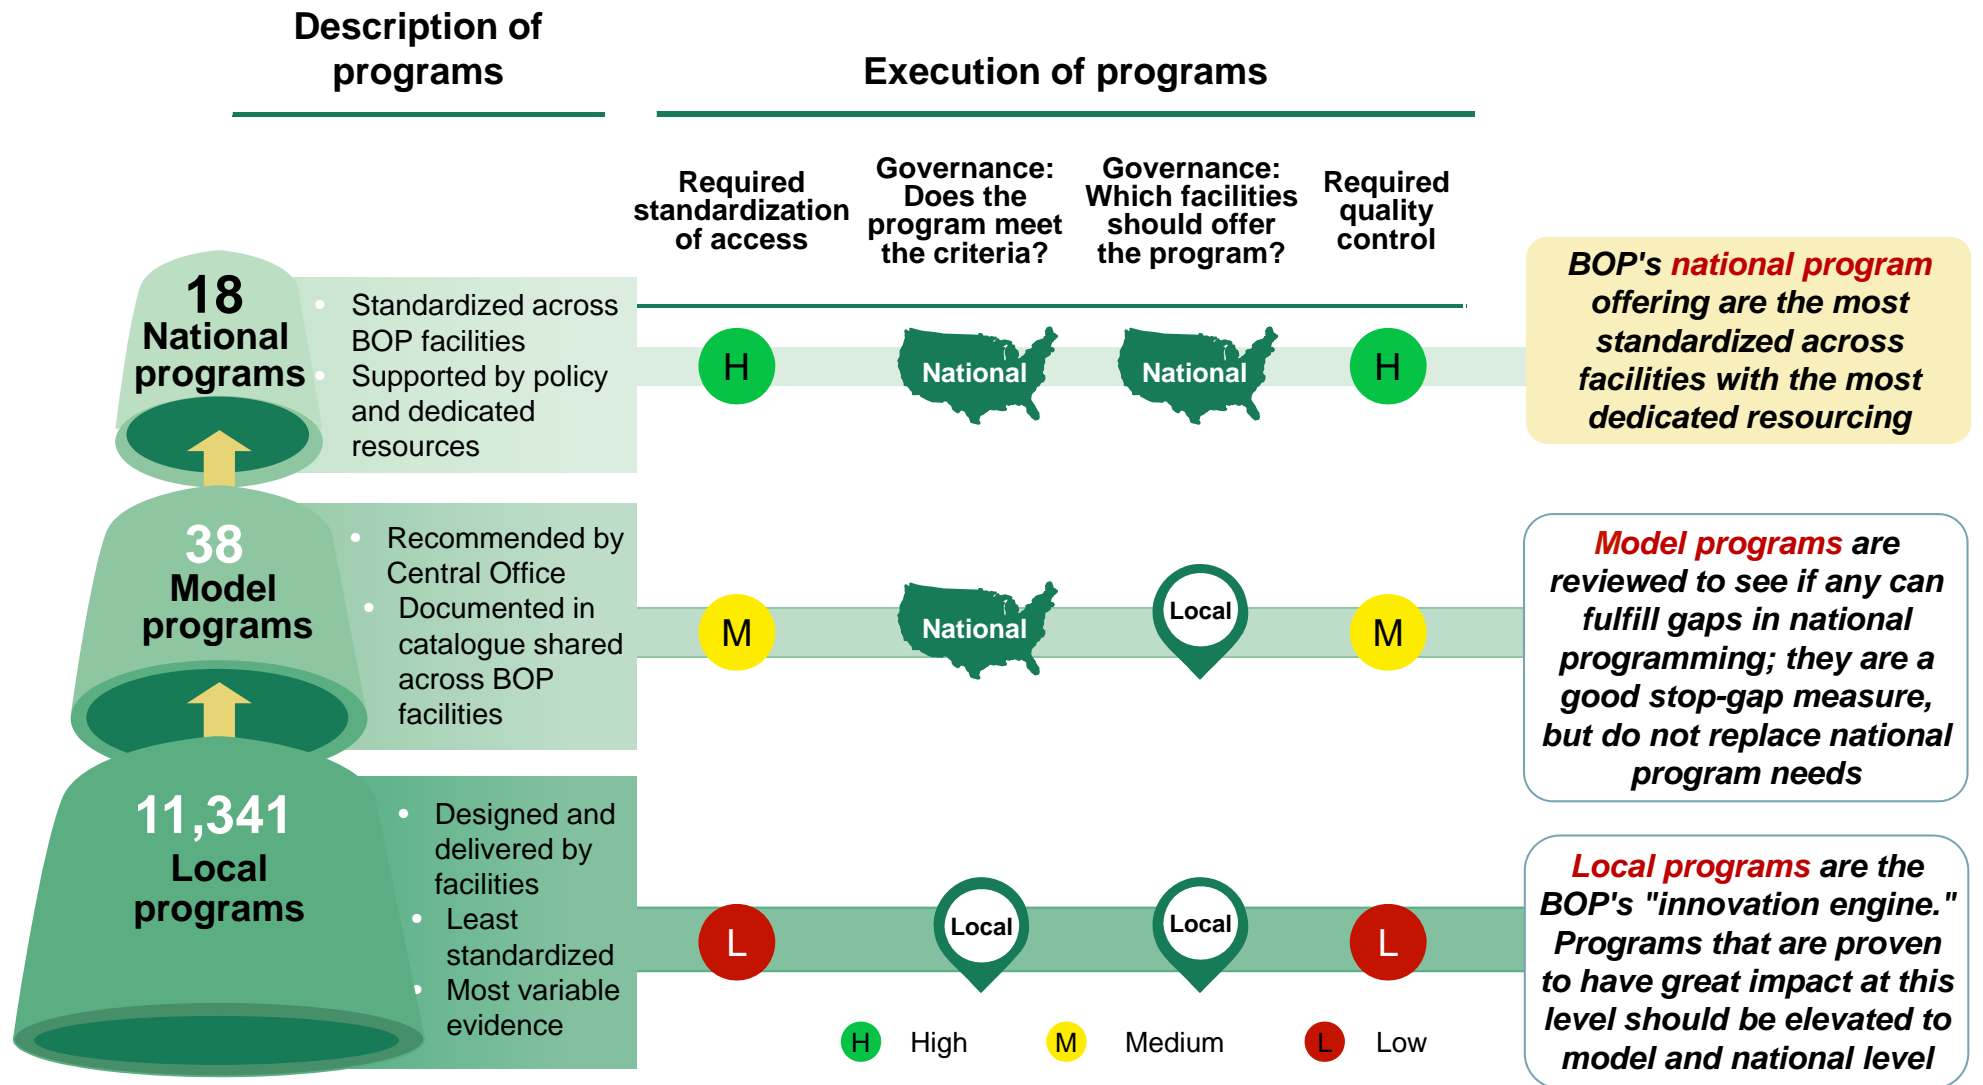 Description of
programs
Execution of programs
Required
standardization
of access
Governance:
Does the
program meet
the criteria?
Governance:
Which facilities
should offer
the program?
Required
quality
control
18
National
programs
• Standardized across
BOP facilities
• Supported by policy
and dedicated
resources
H
National
National
H
BOP's national program
offering are the most
standardized across
facilities with the most
dedicated resourcing
38
Model
programs
• Recommended by
Central Office
• Documented in
catalogue shared
across BOP
facilities
M
National
Local
M
Model programs are
reviewed to see if any can
fulfill gaps in national
programming; they are a
good stop-gap measure,
but do not replace national
program needs
11,341
Local
programs
• Designed and
delivered by
facilities
• Least
standardized
• Most variable
evidence
L
Local
Local
L
Local programs are the
BOP's "innovation engine."
Programs that are proven
to have great impact at this
level should be elevated to
model and national level
H High
M Medium
L Low